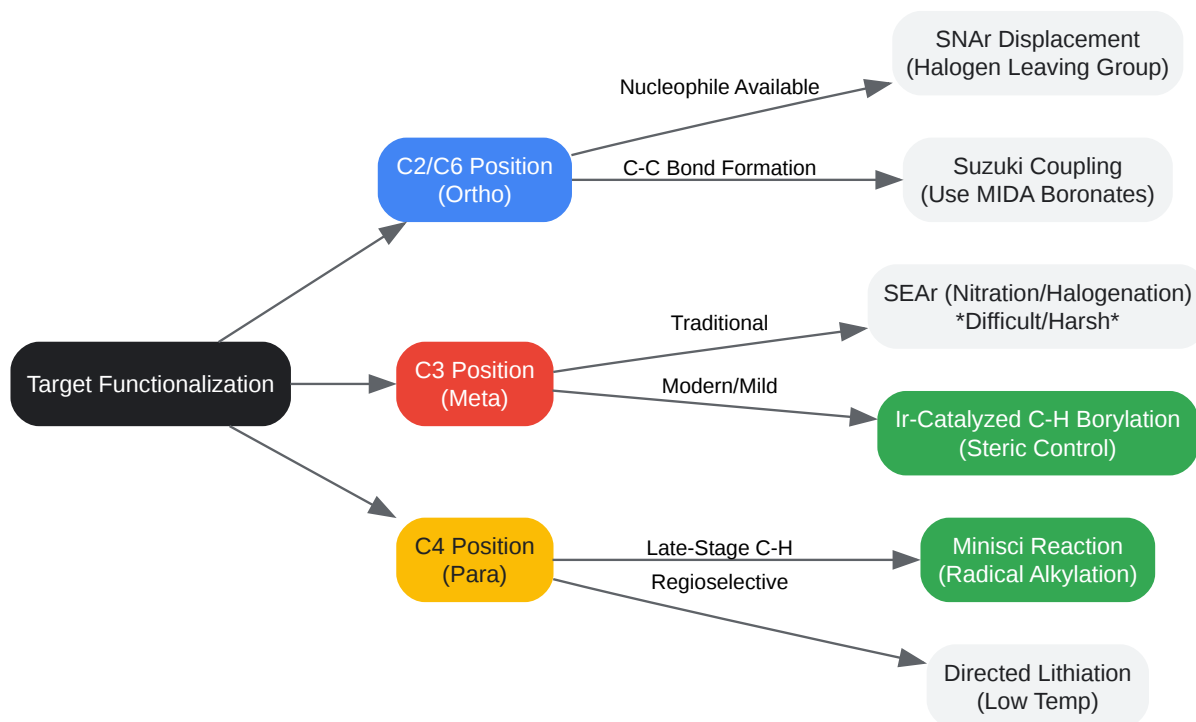 SNAr Displacement
(Halogen Leaving Group)
Nucleophile Available
C2/C6 Position
(Ortho)
C-C Bond Formation
Suzuki Coupling
(Use MIDA Boronates)
SEAr (Nitration/Halogenation)
*Difficult/Harsh*
Traditional
Target Functionalization
C3 Position
(Meta)
Modern/Mild
Ir-Catalyzed C-H Borylation
(Steric Control)
C4 Position
(Para)
Late-Stage C-H
Minisci Reaction
(Radical Alkylation)
Regioselective
Directed Lithiation
(Low Temp)